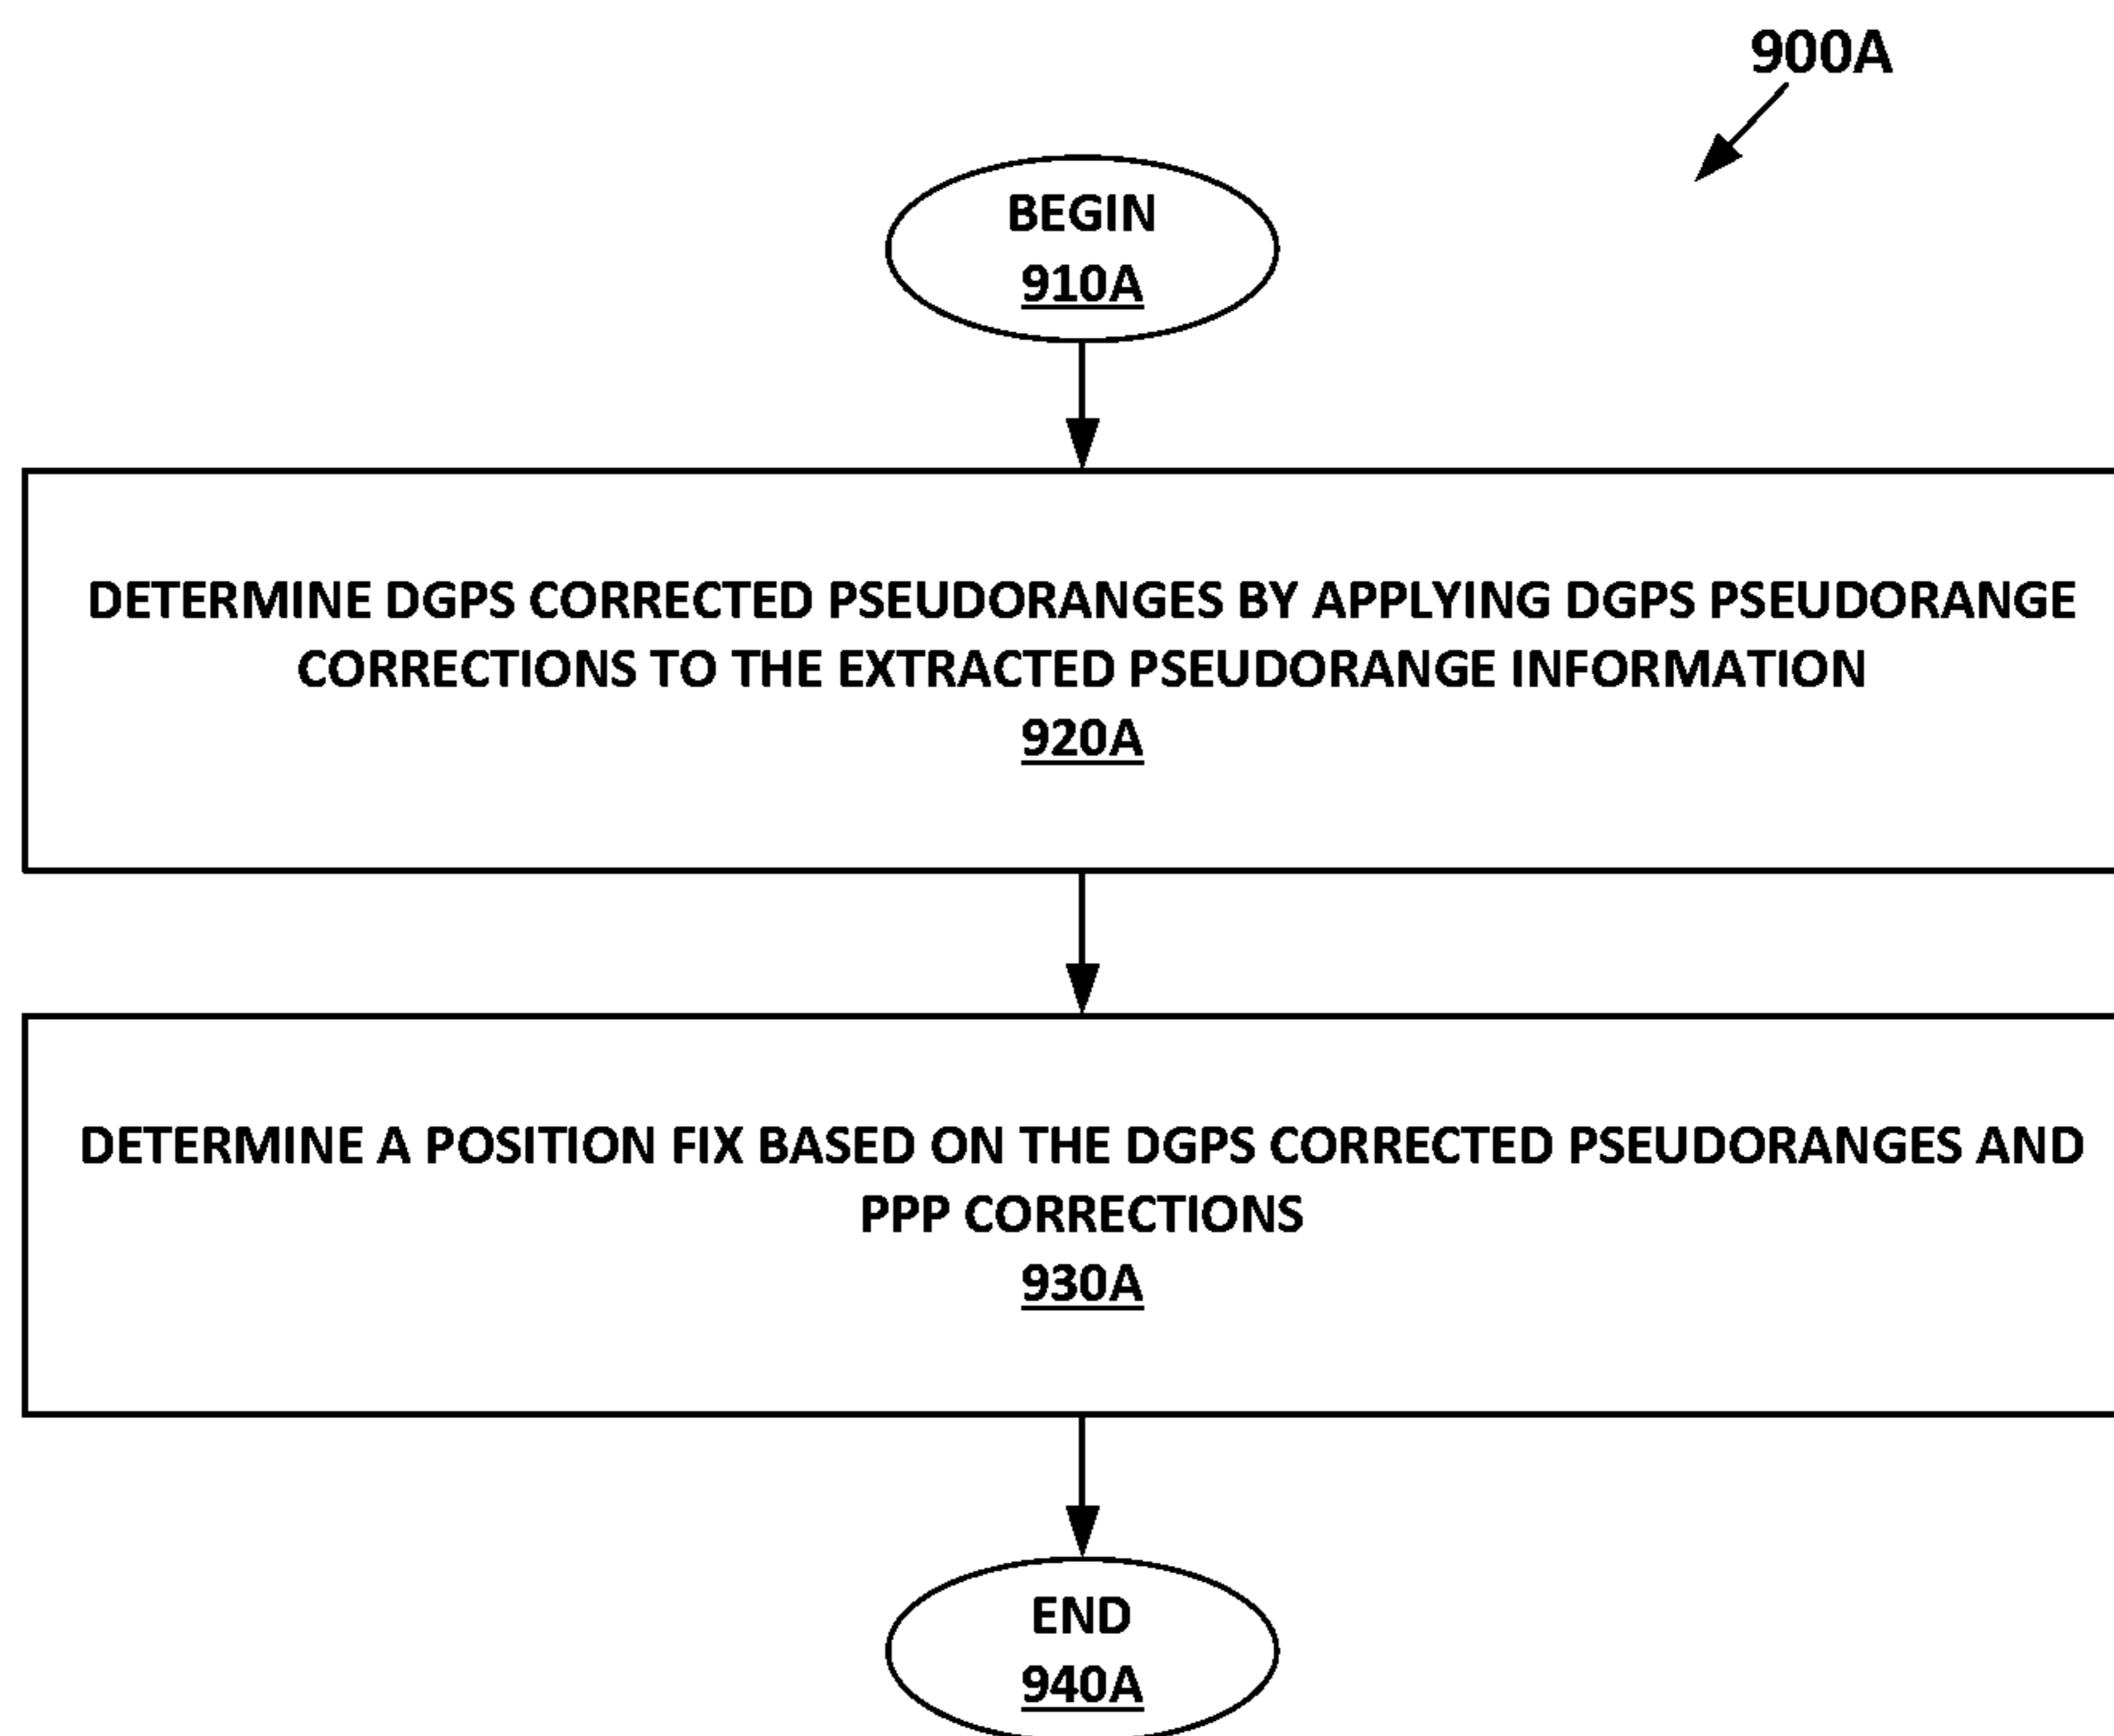 900A
BEGIN
910A
DETERMINE DGPS CORRECTED PSEUDORANGES BY APPLYING DGPS PSEUDORANGE
CORRECTIONS TO THE EXTRACTED PSEUDORANGE INFORMATION
920A
DETERMINE A POSITION FIX BASED ON THE DGPS CORRECTED PSEUDORANGES AND
PPP CORRECTIONS
930A
END
940A